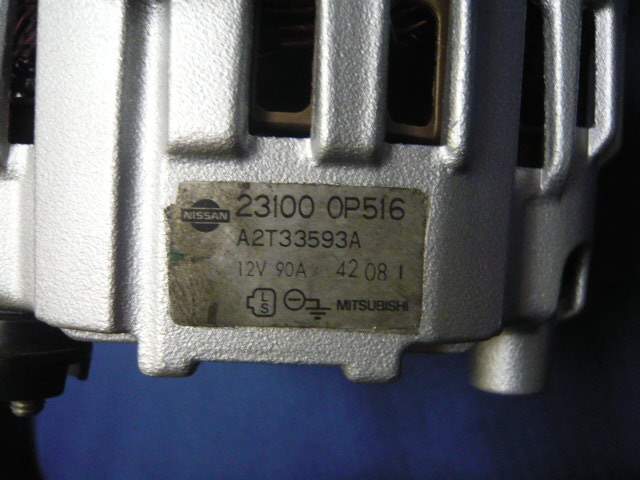 NISSAN 23100 0P516
A2T33593A
12V 90A 42 08 1
L S MITSUBISHI